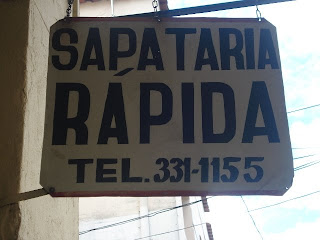 SAPATARIA
RÁPIDA
TEL. 331-1155